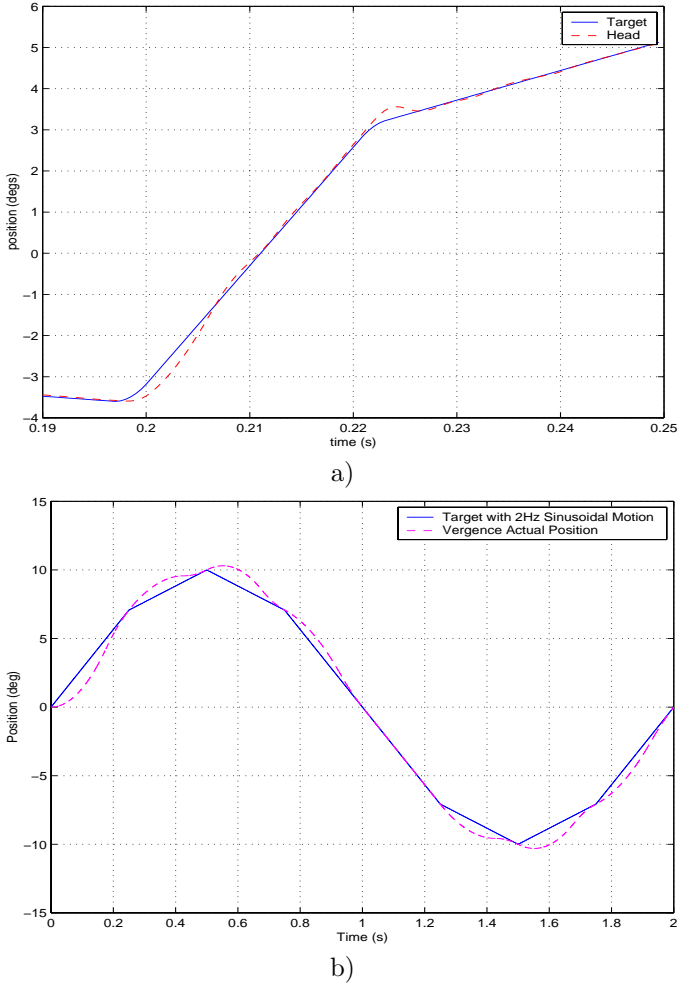 6
5
4
3
2
1
0
−1
−2
−3
−4
position (degs)
Target
Head
0.19 0.2 0.21 0.22 0.23 0.24 0.25
time (s)
a)
15
10
5
0
−5
−10
−15
Position (deg)
Target with 2Hz Sinusoidal Motion
Vergence Actual Position
0 0.2 0.4 0.6 0.8 1 1.2 1.4 1.6 1.8 2
Time (s)
b)